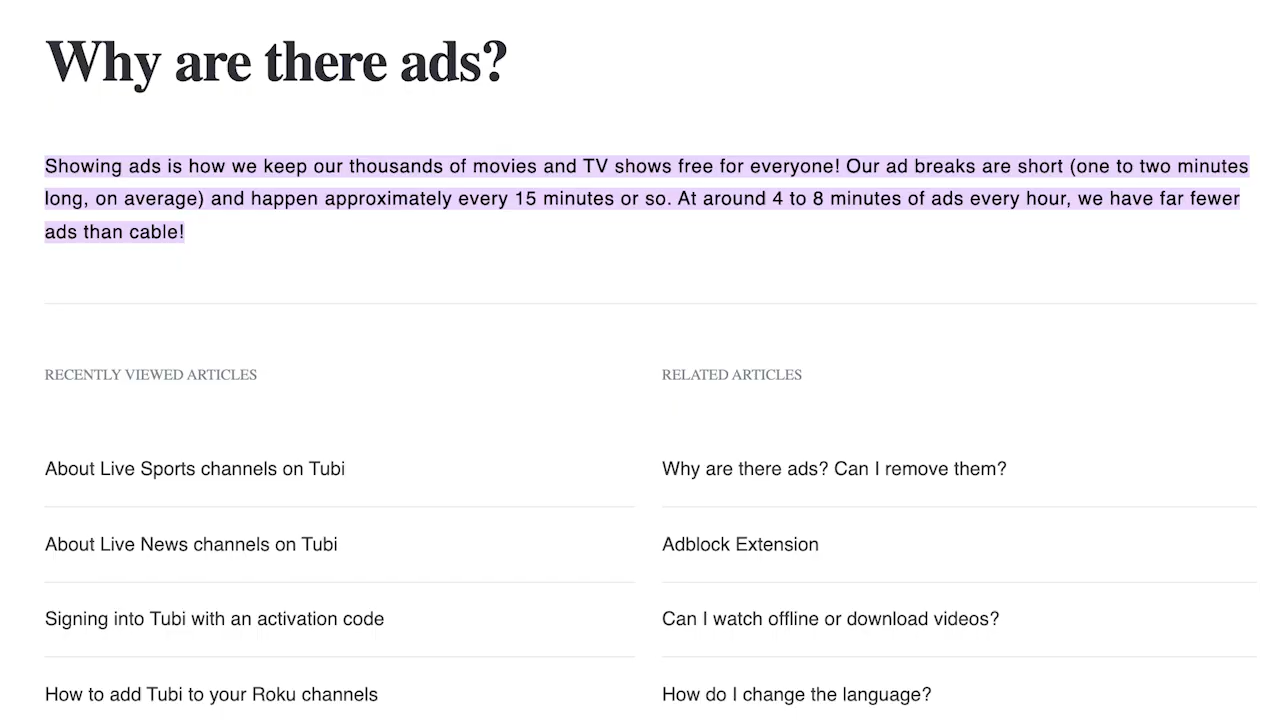 Why are there ads?
Showing ads is how we keep our thousands of movies and TV shows free for everyone! Our ad breaks are short (one to two minutes
long, on average) and happen approximately every 15 minutes or so. At around 4 to 8 minutes of ads every hour, we have far fewer
ads than cable!
RECENTLY VIEWED ARTICLES
About Live Sports channels on Tubi
About Live News channels on Tubi
Signing into Tubi with an activation code
How to add Tubi to your Roku channels
RELATED ARTICLES
Why are there ads? Can I remove them?
Adblock Extension
Can I watch offline or download videos?
How do I change the language?